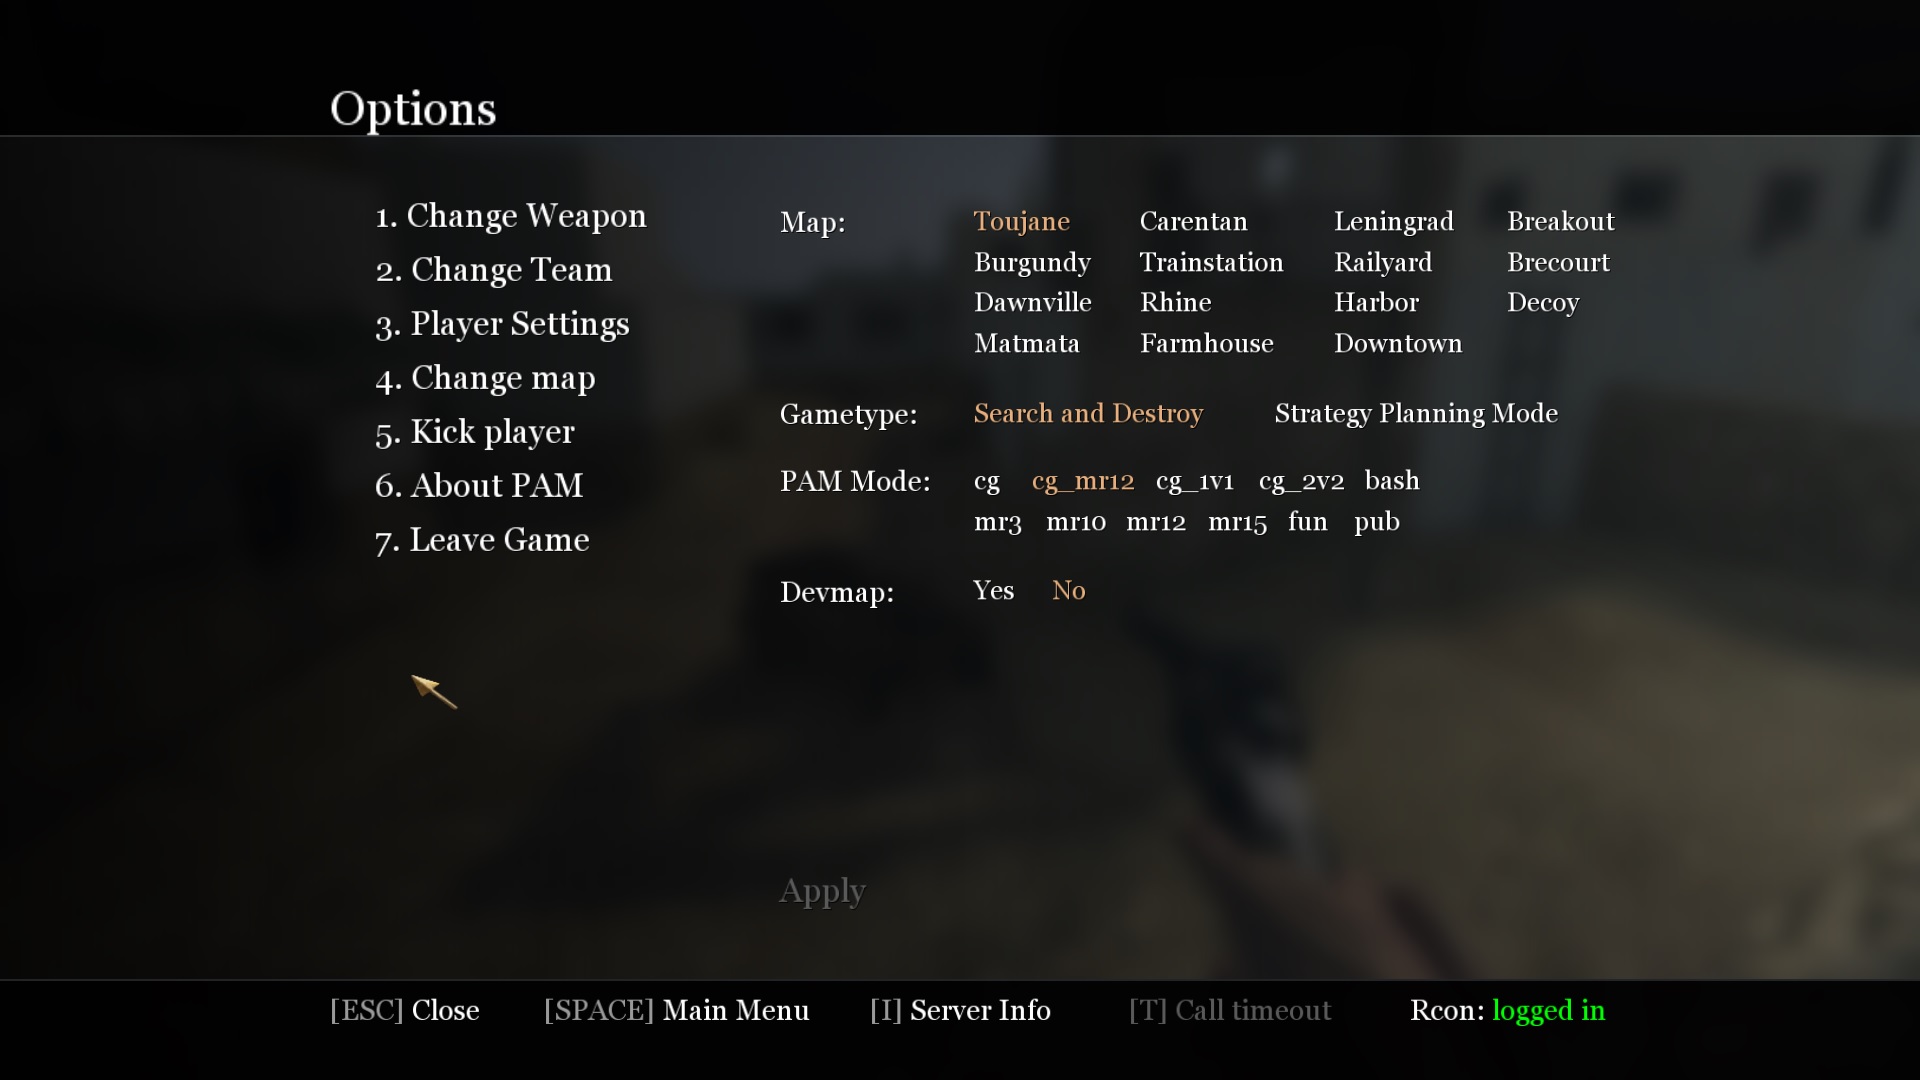 Options
1. Change Weapon
2. Change Team
3. Player Settings
4. Change map
5. Kick player
6. About PAM
7. Leave Game
Map: Toujane Carentan Leningrad Breakout
Burgundy Trainstation Railyard Brecourt
Dawnville Rhine Harbor Decoy
Matmata Farmhouse Downtown
Gametype: Search and Destroy Strategy Planning Mode
PAM Mode: cg cg_mr12 cg_1v1 cg_2v2 bash
mr3 mr10 mr12 mr15 fun pub
Devmap: Yes No
Apply
[ESC] Close [SPACE] Main Menu [I] Server Info [T] Call timeout Rcon: logged in